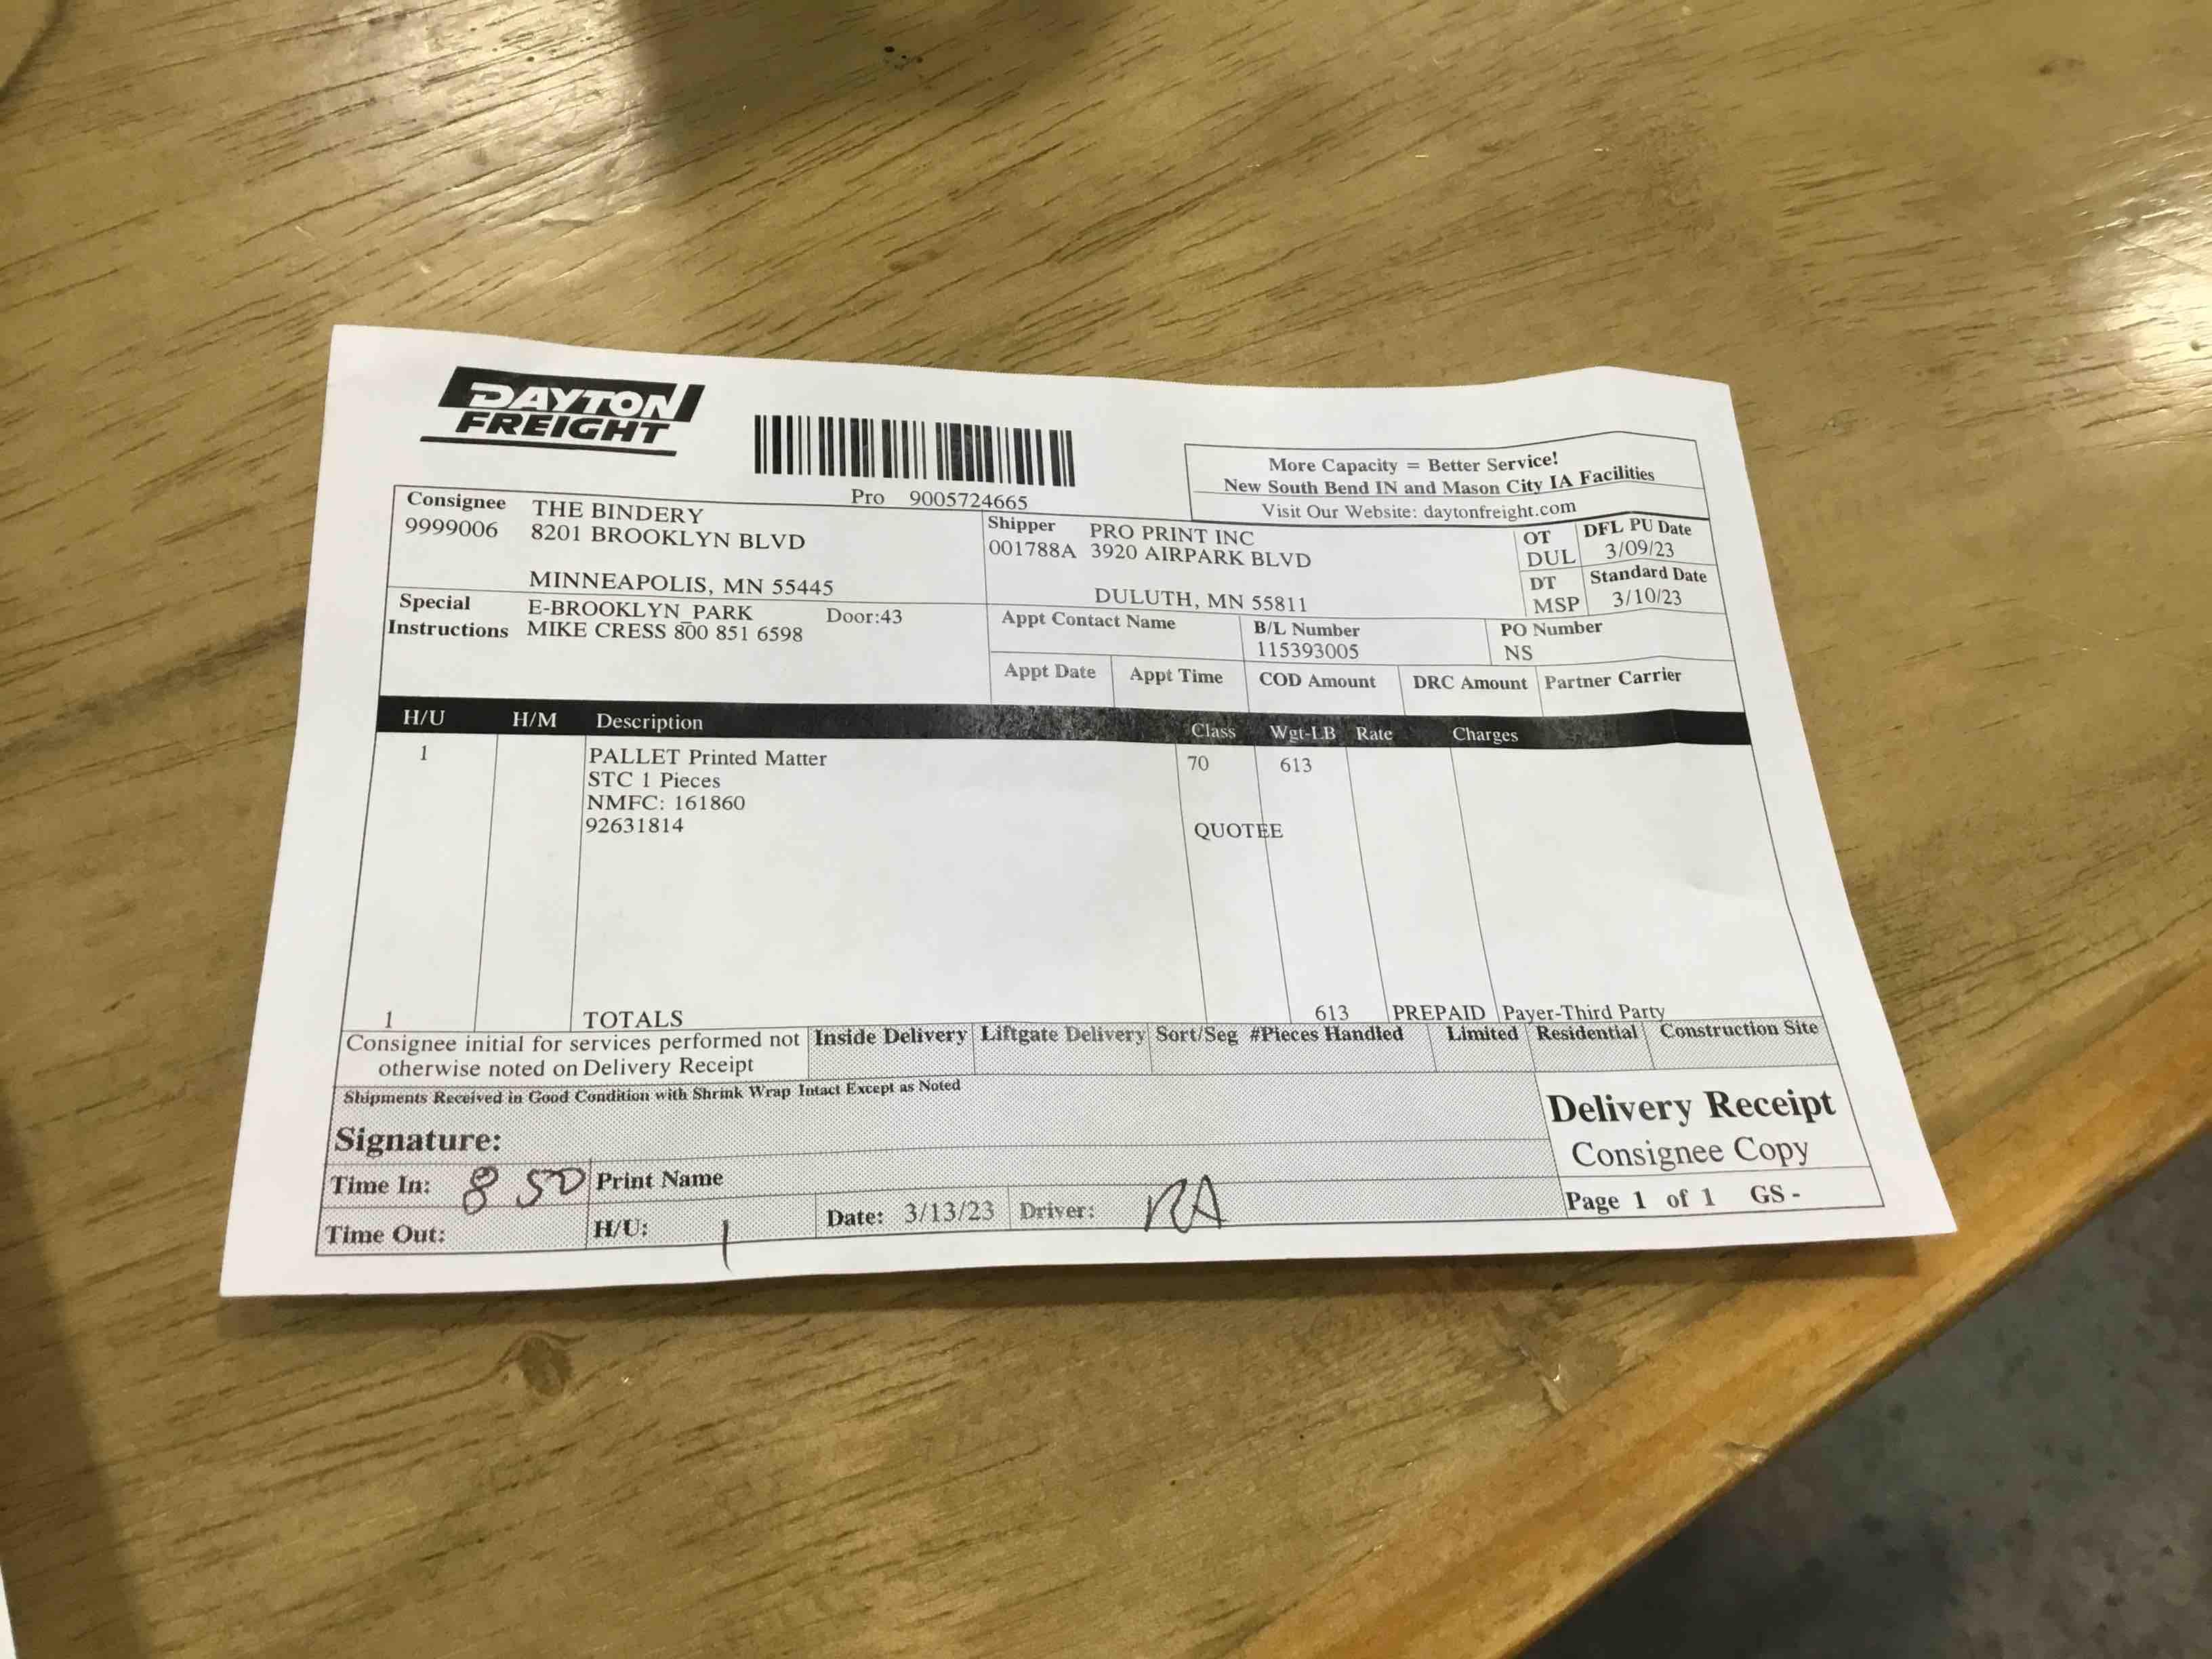 DAYTON
FREIGHT
Pro 9005724665
More Capacity = Better Service!
New South Bend IN and Mason City IA Facilities
Visit Our Website: daytonfreight.com
Consignee THE BINDERY
9999006 8201 BROOKLYN BLVD
MINNEAPOLIS, MN 55445
Shipper PRO PRINT INC
001788A 3920 AIRPARK BLVD
DULUTH, MN 55811
OT DFL PU Date
DUL 3/09/23
DT Standard Date
MSP 3/10/23
Special E-BROOKLYN_PARK Door:43
Instructions MIKE CRESS 800 851 6598
Appt Contact Name B/L Number PO Number
115393005 NS
Appt Date Appt Time COD Amount DRC Amount Partner Carrier
H/U H/M Description Class Wgt-LB Rate Charges
1 PALLET Printed Matter 70 613
STC 1 Pieces
NMFC: 161860
92631814 QUOTEE
1 TOTALS 613 PREPAID Payer-Third Party
Consignee initial for services performed not
otherwise noted on Delivery Receipt
Inside Delivery Liftgate Delivery Sort/Seg #Pieces Handled Limited Residential Construction Site
Shipments Received in Good Condition with Shrink Wrap Intact Except as Noted
Signature:
Delivery Receipt
Consignee Copy
Time In: 8 50 Print Name
Time Out: H/U: 1 Date: 3/13/23 Driver: RA
Page 1 of 1 GS -